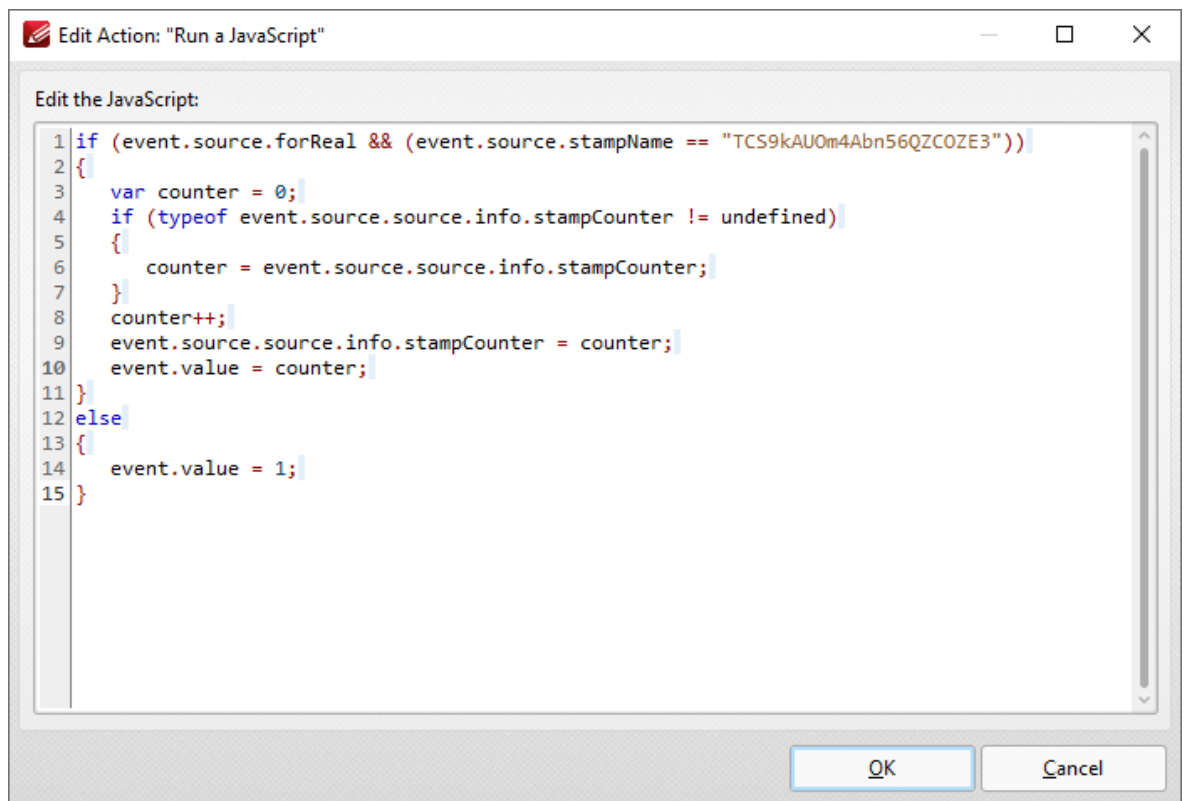 Edit Action: "Run a JavaScript"
Edit the JavaScript:
1 if (event.source.forReal && (event.source.stampName == "TCS9kAUOm4Abn56QZCOZE3"))
2 {
3    var counter = 0;
4    if (typeof event.source.source.info.stampCounter != undefined)
5    {
6       counter = event.source.source.info.stampCounter;
7    }
8    counter++;
9    event.source.source.info.stampCounter = counter;
10    event.value = counter;
11 }
12 else
13 {
14    event.value = 1;
15 }
OK Cancel